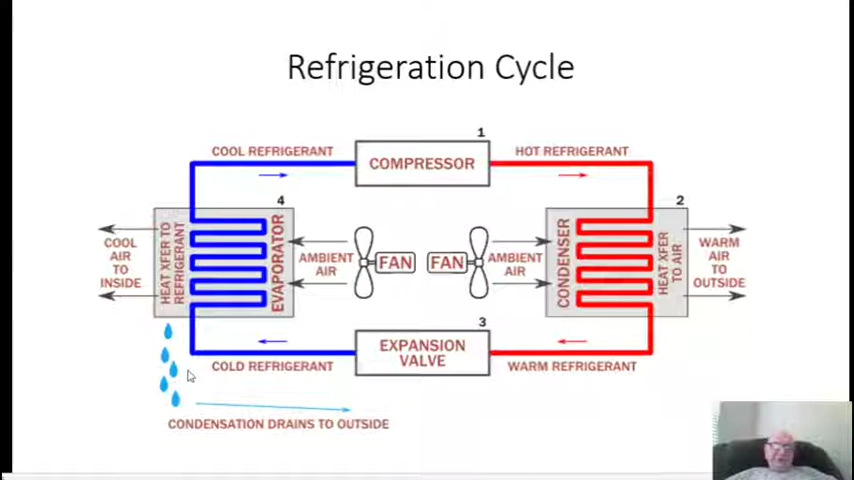 Refrigeration Cycle
1
COOL REFRIGERANT
COMPRESSOR
HOT REFRIGERANT
4
2
COOL
AIR
TO
INSIDE
HEAT XFER TO
REFRIGERANT
EVAPORATOR
AMBIENT
AIR
FAN
FAN
AMBIENT
AIR
CONDENSER
HEAT XFER
TO AIR
WARM
AIR
TO
OUTSIDE
3
EXPANSION
VALVE
COLD REFRIGERANT
WARM REFRIGERANT
CONDENSATION DRAINS TO OUTSIDE